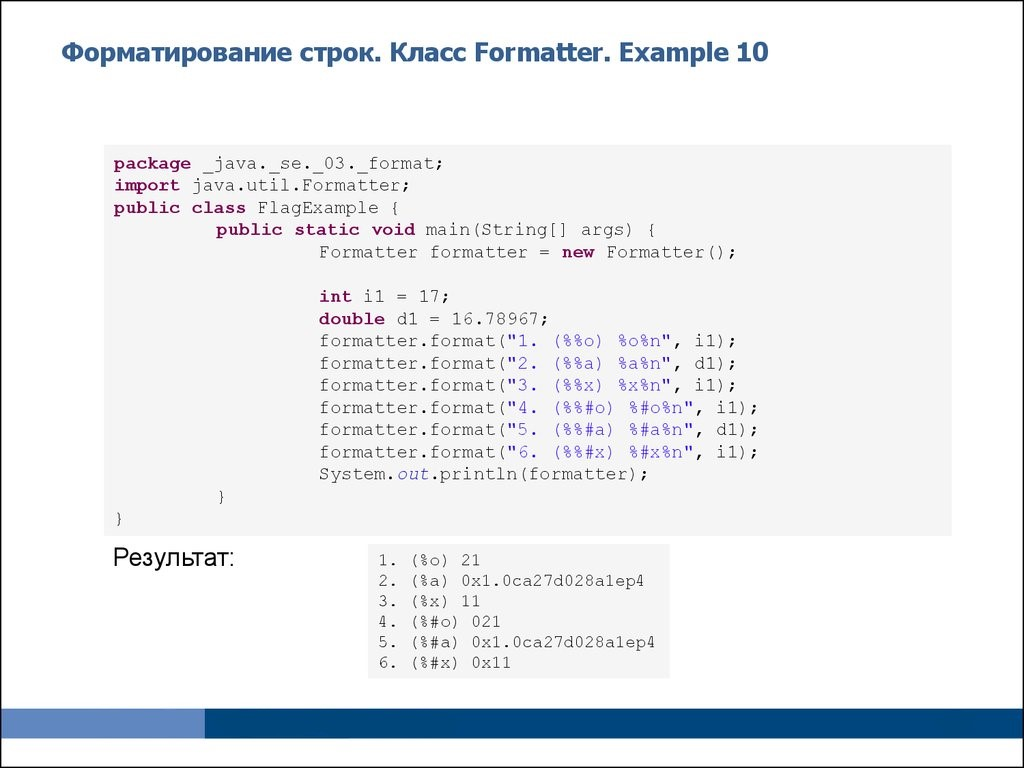 Форматирование строк. Класс Formatter. Example 10
package _java._se._03._format;
import java.util.Formatter;
public class FlagExample {
public static void main(String[] args) {
Formatter formatter = new Formatter();
int i1 = 17;
double d1 = 16.78967;
formatter.format("1. (%%o) %o%n", i1);
formatter.format("2. (%%a) %a%n", d1);
formatter.format("3. (%%x) %x%n", i1);
formatter.format("4. (%%#o) %#o%n", i1);
formatter.format("5. (%%#a) %#a%n", d1);
formatter.format("6. (%%#x) %#x%n", i1);
System.out.println(formatter);
}
}
Результат:
1. (%o) 21
2. (%a) 0x1.0ca27d028a1ep4
3. (%x) 11
4. (%#o) 021
5. (%#a) 0x1.0ca27d028a1ep4
6. (%#x) 0x11